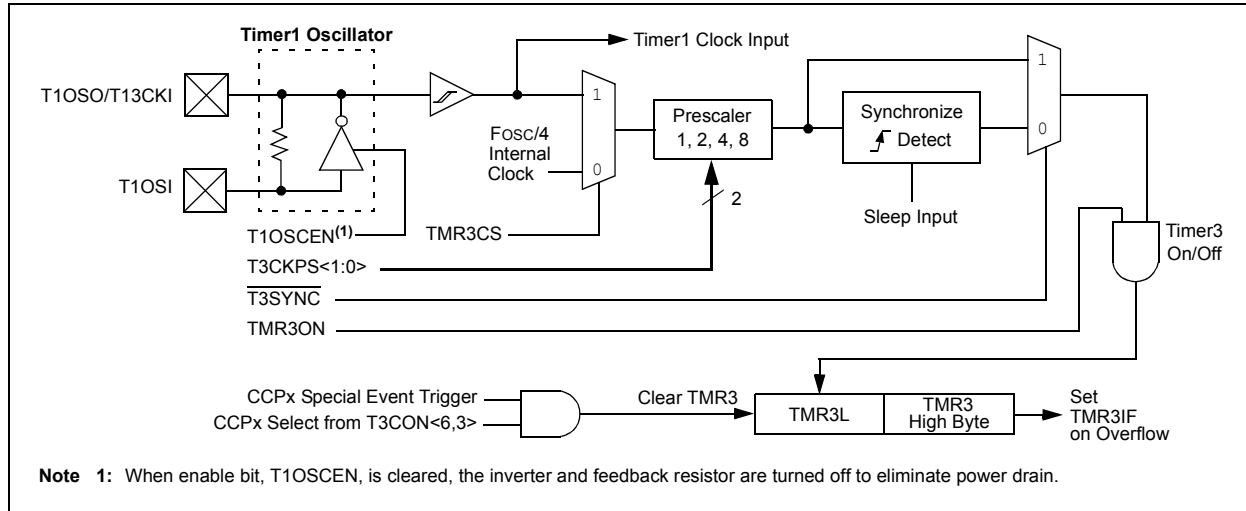 Timer1 Oscillator
Timer1 Clock Input
T1OSO/T13CKI
1
FOSC/4
Internal
Clock
0
Prescaler
1, 2, 4, 8
Synchronize
Detect
1
0
T1OSI
2
Sleep Input
T1OSCEN(1)
TMR3CS
Timer3
On/Off
T3CKPS<1:0>
T3SYNC
TMR3ON
CCPx Special Event Trigger
CCPx Select from T3CON<6,3>
Clear TMR3
TMR3L
TMR3
High Byte
Set
TMR3IF
on Overflow
Note 1: When enable bit, T1OSCEN, is cleared, the inverter and feedback resistor are turned off to eliminate power drain.